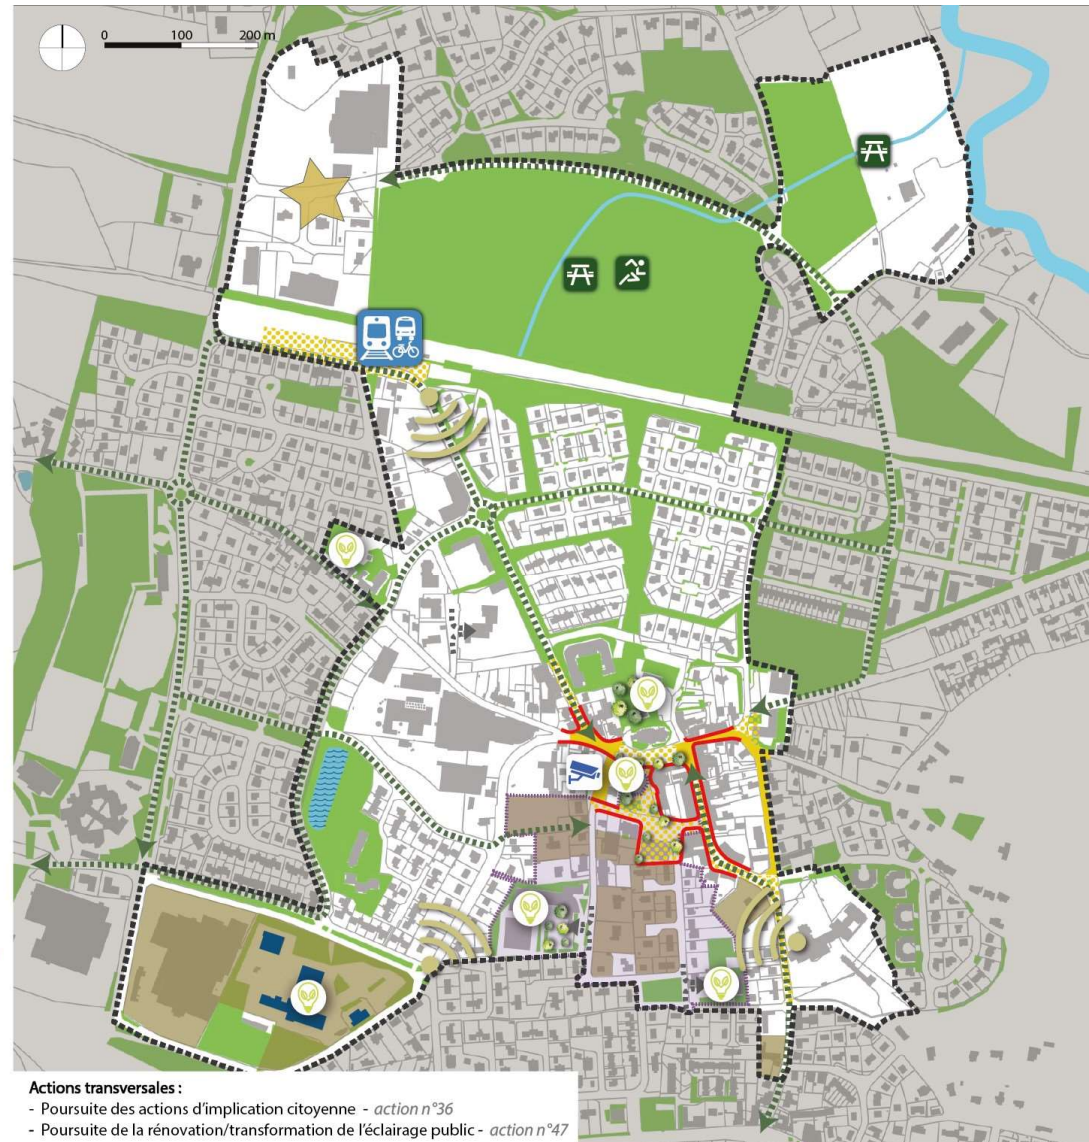 0 100 200 m
Actions transversales :
- Poursuite des actions d'implication citoyenne - action n°36
- Poursuite de la rénovation/transformation de l'éclairage public - action n°47